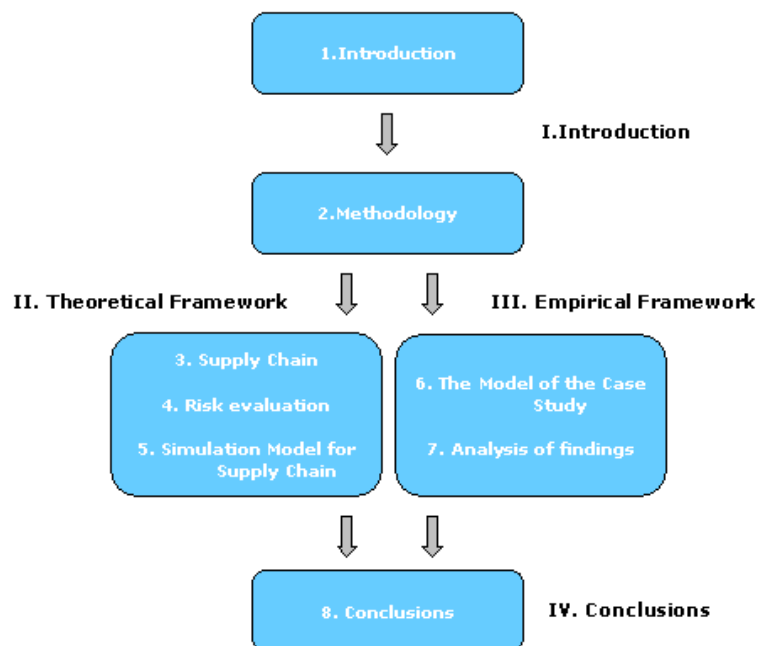 1.Introduction
I.Introduction
2.Methodology
II. Theoretical Framework
III. Empirical Framework
3. Supply Chain
4. Risk evaluation
5. Simulation Model for
Supply Chain
6. The Model of the Case
Study
7. Analysis of findings
8. Conclusions
IV. Conclusions